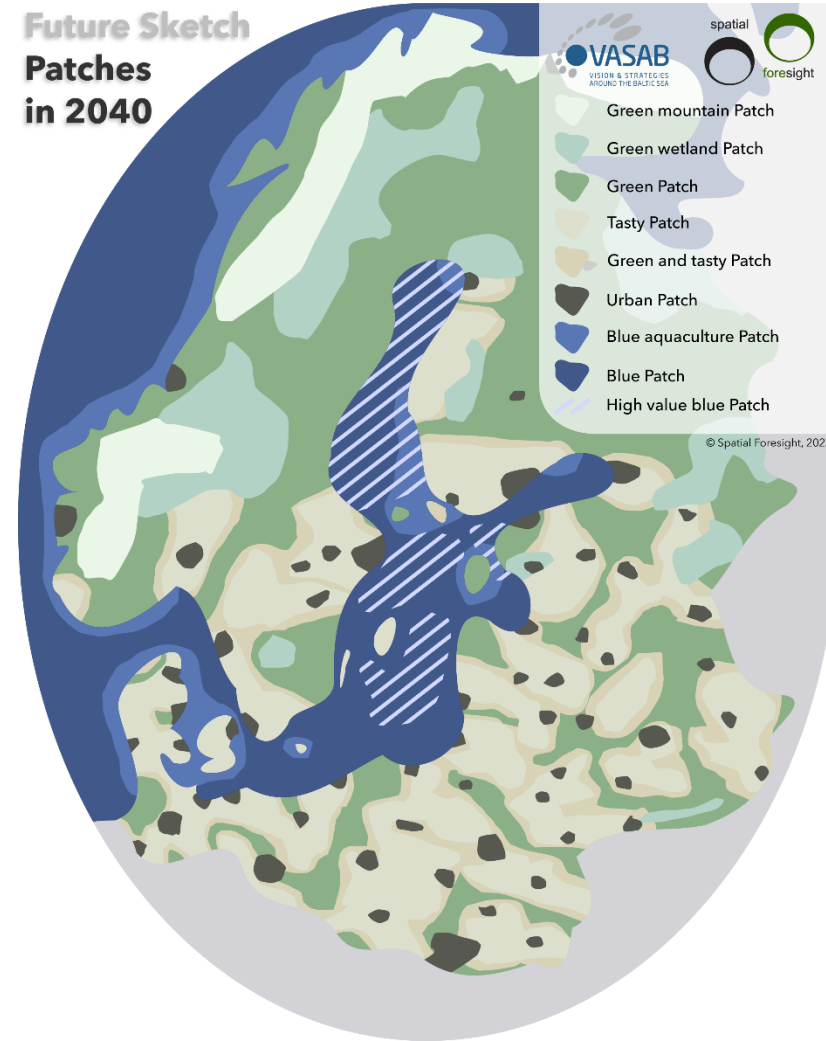 Future Sketch
Patches
in 2040
VASAB
VISION & STRATEGIES
AROUND THE BALTIC SEA
spatial
foresight
Green mountain Patch
Green wetland Patch
Green Patch
Tasty Patch
Green and tasty Patch
Urban Patch
Blue aquaculture Patch
Blue Patch
High value blue Patch
© Spatial Foresight, 202